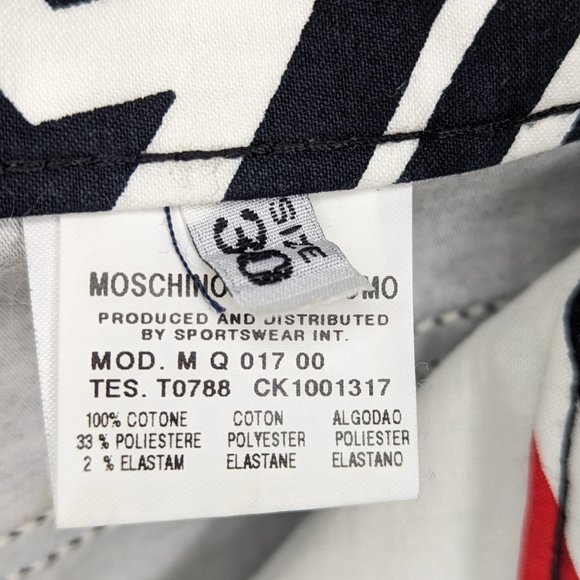 SIZE
30
MOSCHINO
PRODUCED AND DISTRIBUTED
BY SPORTSWEAR INT.
MOD. M Q 017 00
TES. T0788 CK1001317
100% COTONE COTON ALGODAO
33 % POLIESTERE POLYESTER POLIESTER
2 % ELASTAM ELASTANE ELASTANO